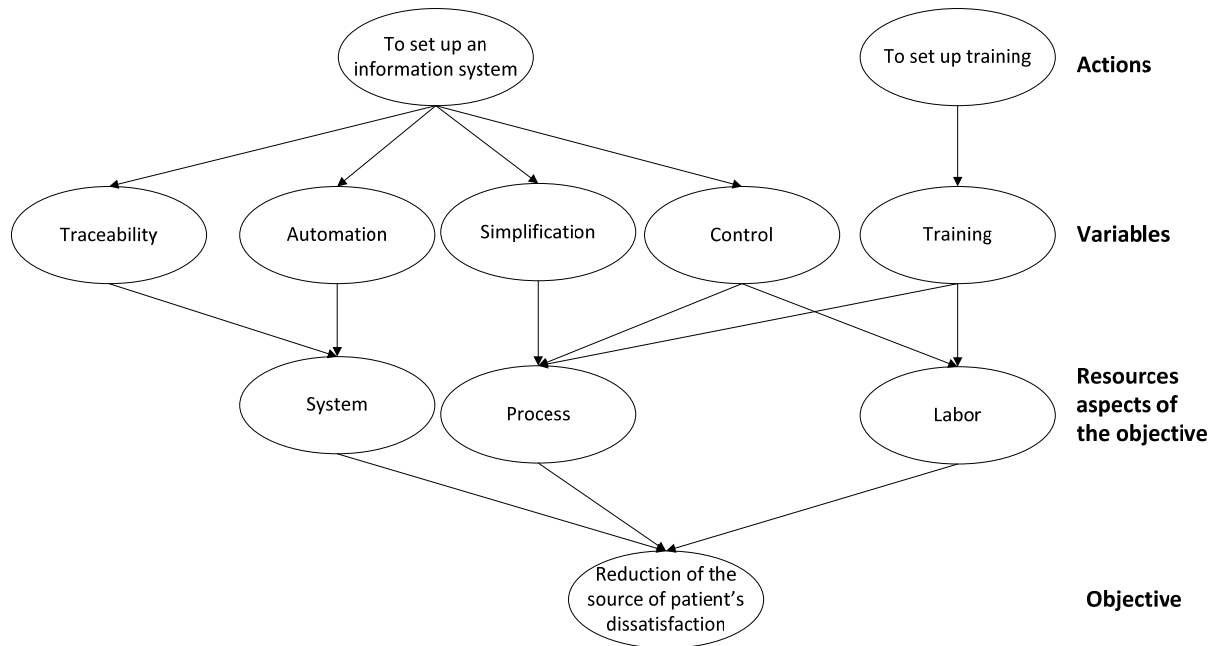 To set up an
information system
To set up training
Actions
Traceability
Automation
Simplification
Control
Training
Variables
System
Process
Labor
Resources
aspects of
the objective
Reduction of the
source of patient’s
dissatisfaction
Objective